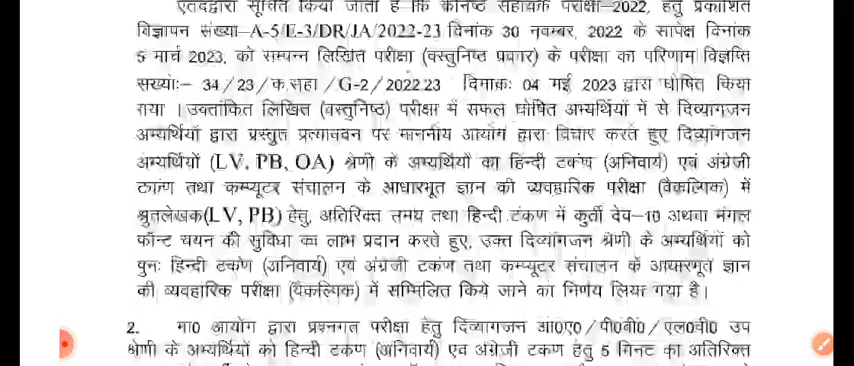 एतदद्वारा सूचित किया जाता है कि कनिष्ठ सहायक परीक्षा–2022, हेतु प्रकाशित
विज्ञापन संख्या–A-5/E-3/DR/JA/2022-23 दिनांक 30 नवम्बर, 2022 के सापेक्ष दिनांक
5 मार्च 2023, को सम्पन्न लिखित परीक्षा (वस्तुनिष्ठ प्रकार) के परीक्षा का परिणाम विज्ञप्ति
सख्याः– 34/23/क.सहा/G-2/2022.23 दिनाकः 04 मई 2023 द्वारा घोषित किया
गया । उक्तांकित लिखित (वस्तुनिष्ठ) परीक्षा में सफल घोषित अभ्यर्थियों में से दिव्यागजन
अभ्यर्थियों द्वारा प्रस्तुत प्रत्यावेदन पर माननीय आयोग द्वारा विचार करते हुए दिव्यांगजन
अभ्यर्थियों (LV, PB, OA) श्रेणी के अभ्यर्थियों का हिन्दी टंकण (अनिवार्य) एवं अंग्रेजी
टंकण तथा कम्प्यूटर संचालन के आधारभूत ज्ञान की व्यवहारिक परीक्षा (वैकल्पिक) में
श्रुतलेखक(LV, PB) हेतु, अतिरिक्त समय तथा हिन्दी टंकण में कुर्ती देव–10 अथवा मंगल
फॉन्ट चयन की सुविधा का लाभ प्रदान करते हुए, उक्त दिव्यांगजन श्रेणी के अभ्यर्थियों को
पुनः हिन्दी टंकण (अनिवार्य) एवं अंग्रेजी टंकण तथा कम्प्यूटर संचालन के आधारभूत ज्ञान
की व्यवहारिक परीक्षा (वैकल्पिक) में सम्मिलित किये जाने का निर्णय लिया गया है।
2. मा0 आयोग द्वारा प्रश्नगत परीक्षा हेतु दिव्यागजन ओ0ए0/पी0बी0/एल0वी0 उप
श्रेणी के अभ्यर्थियों को हिन्दी टकण (अनिवार्य) एव अंग्रेजी टकण हेतु 5 मिनट का अतिरिक्त